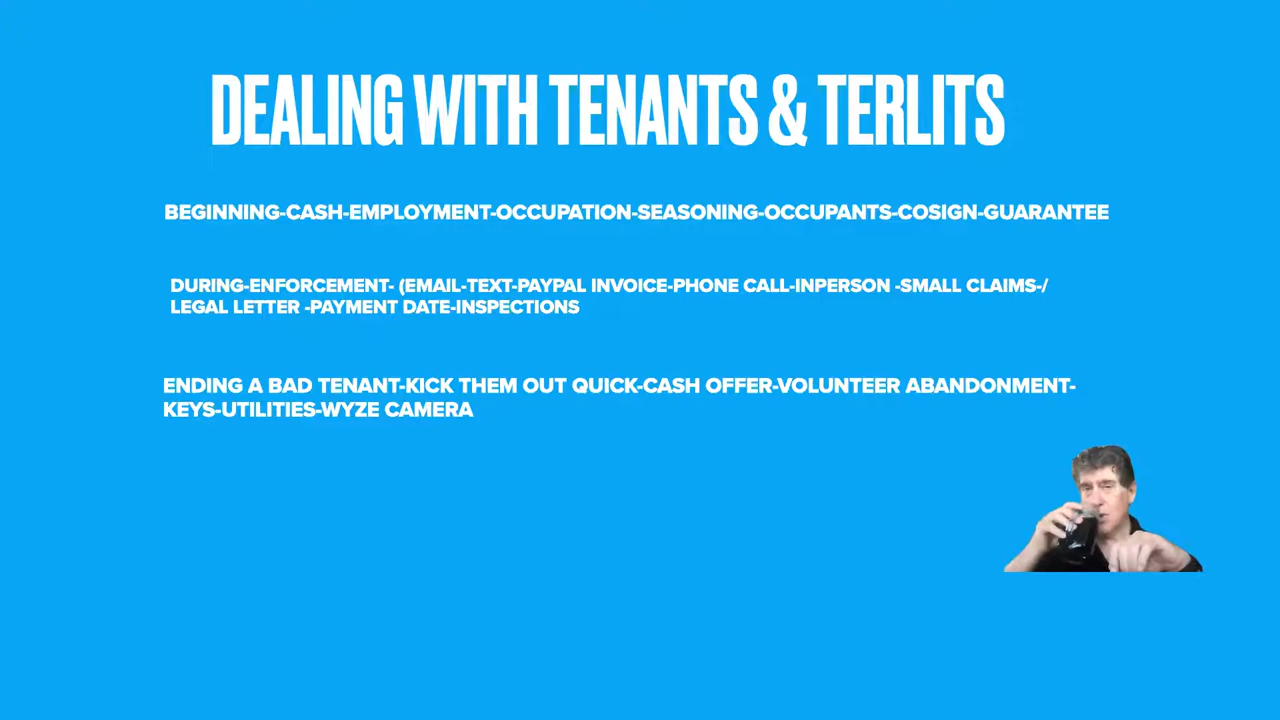 DEALING WITH TENANTS & TERLITS
BEGINNING-CASH-EMPLOYMENT-OCCUPATION-SEASONING-OCCUPANTS-COSIGN-GUARANTEE
DURING-ENFORCEMENT- (EMAIL-TEXT-PAYPAL INVOICE-PHONE CALL-INPERSON -SMALL CLAIMS-/
LEGAL LETTER -PAYMENT DATE-INSPECTIONS
ENDING A BAD TENANT-KICK THEM OUT QUICK-CASH OFFER-VOLUNTEER ABANDONMENT-
KEYS-UTILITIES-WYZE CAMERA